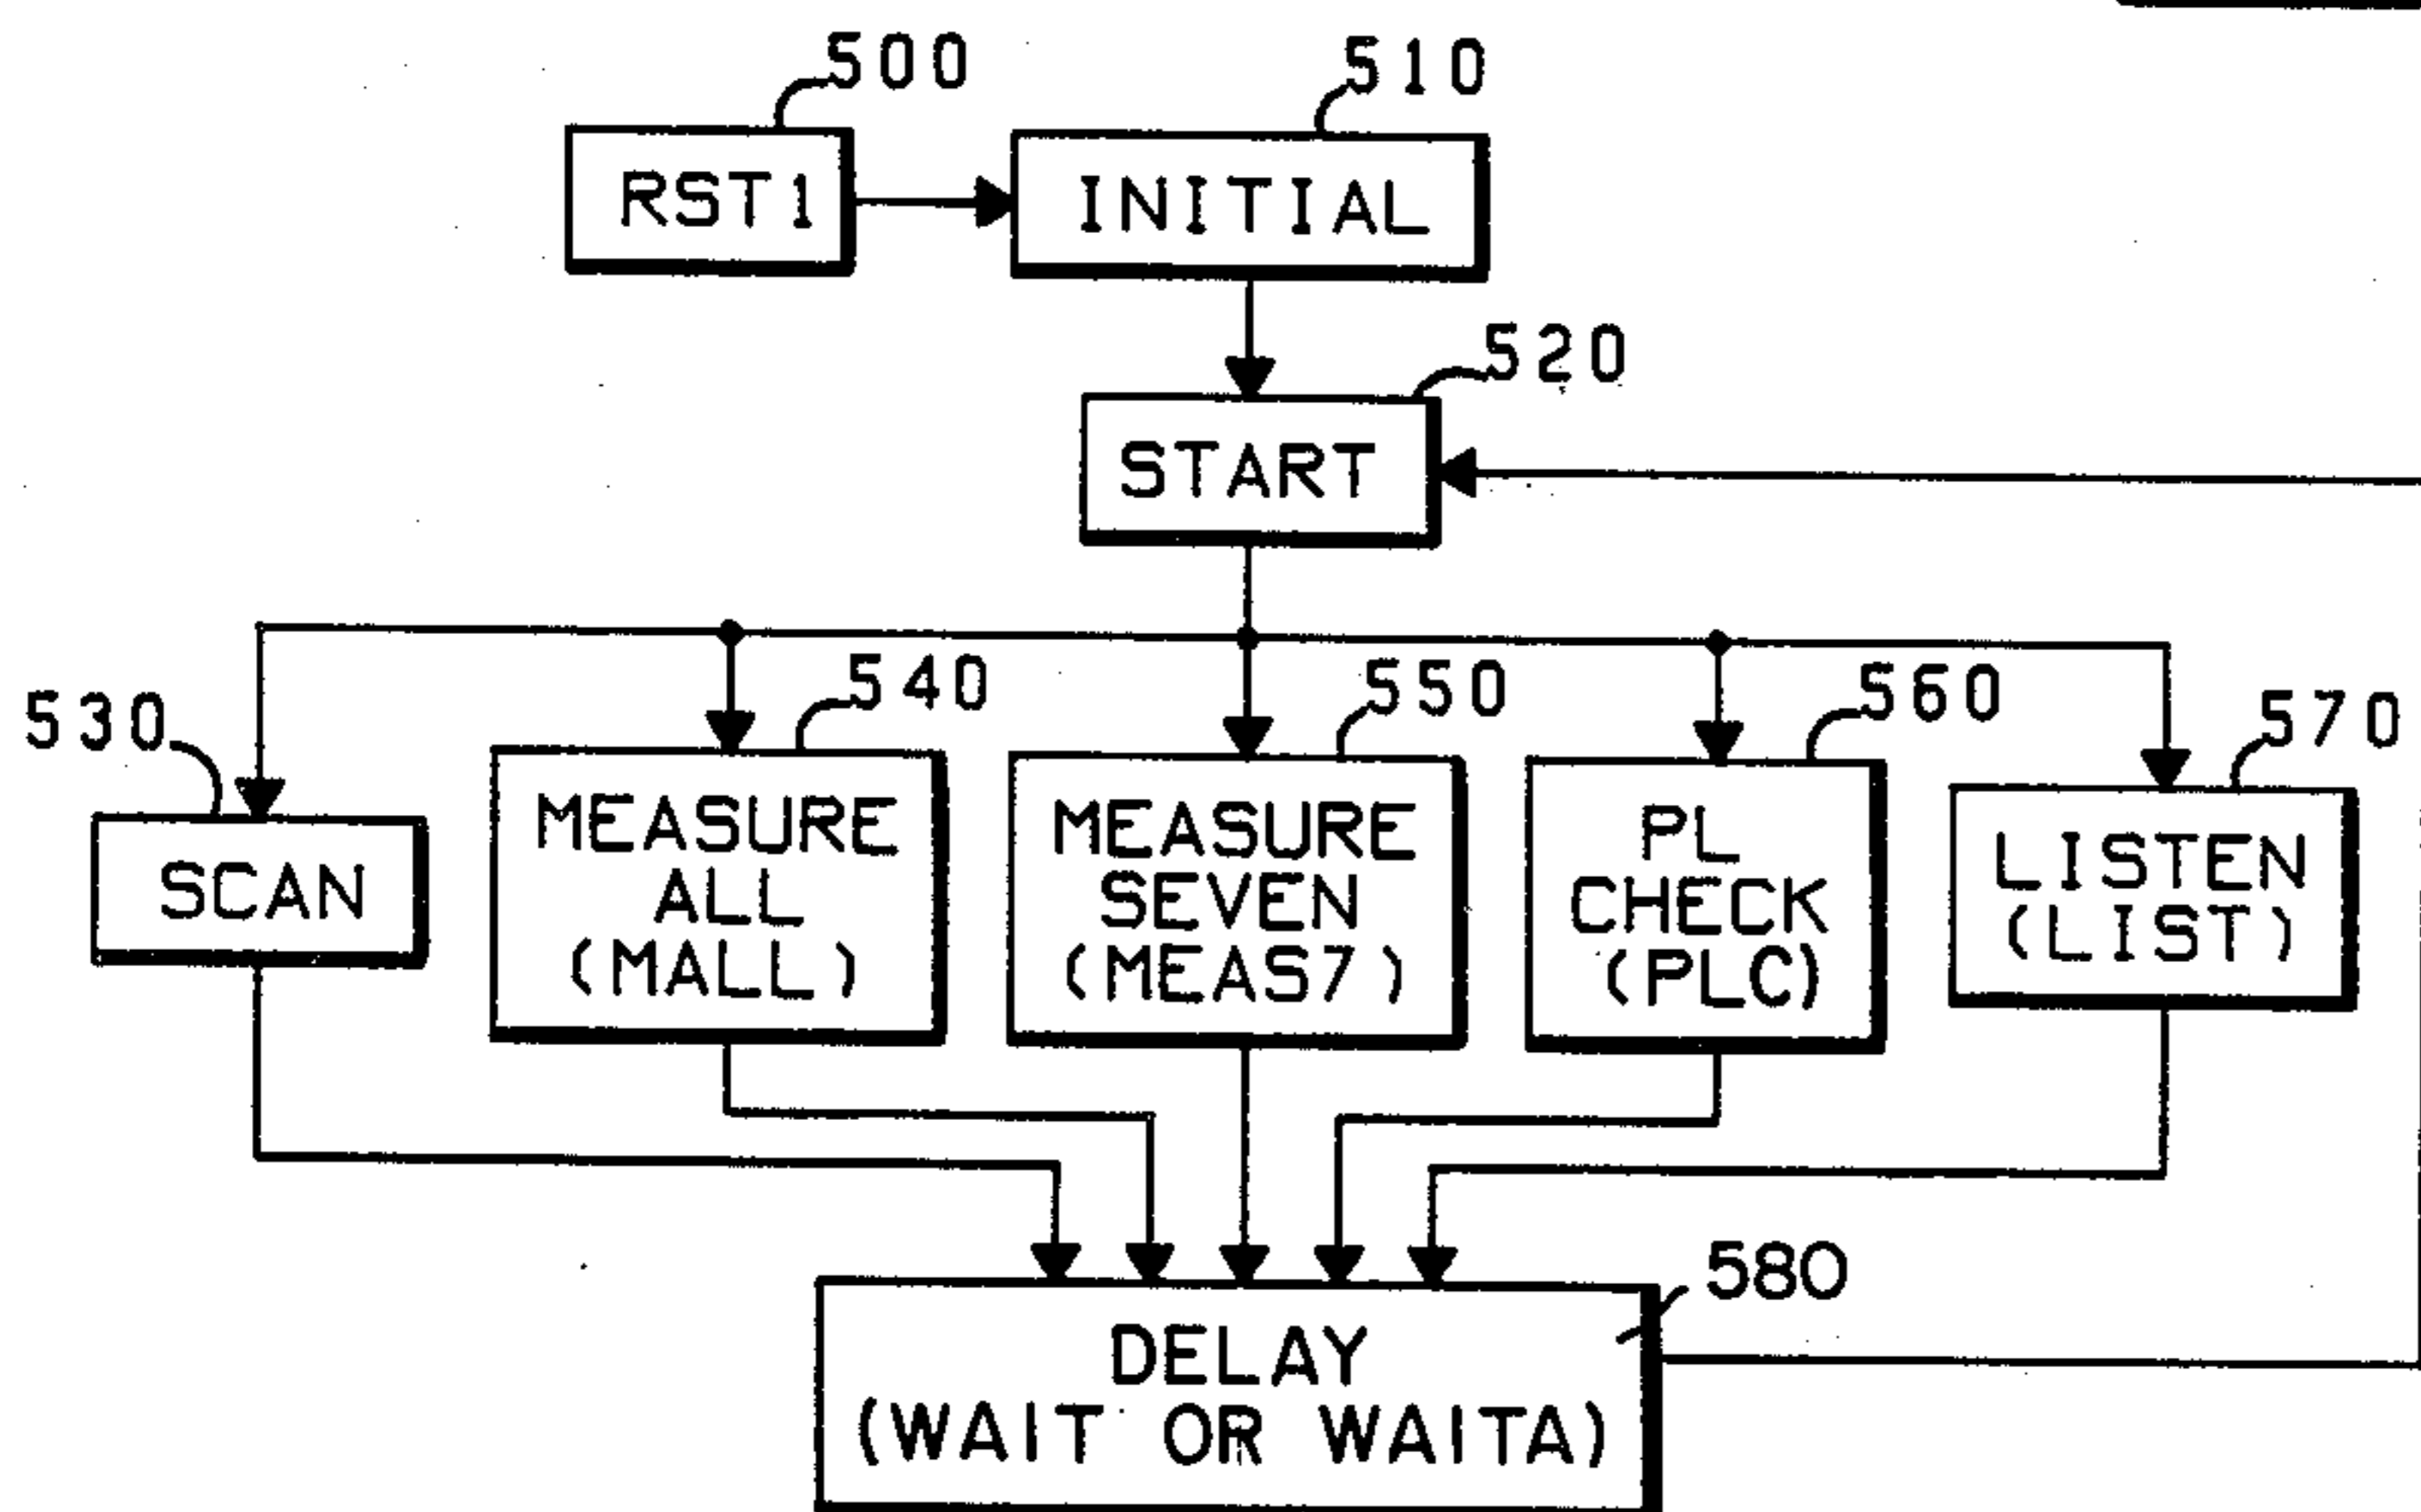 500
510
RST1
INITIAL
520
START
530
540
550
560
570
SCAN
MEASURE
ALL
(MALL)
MEASURE
SEVEN
(MEAS7)
PL
CHECK
(PLC)
LISTEN
(LIST)
580
DELAY
(WAIT OR WAITA)